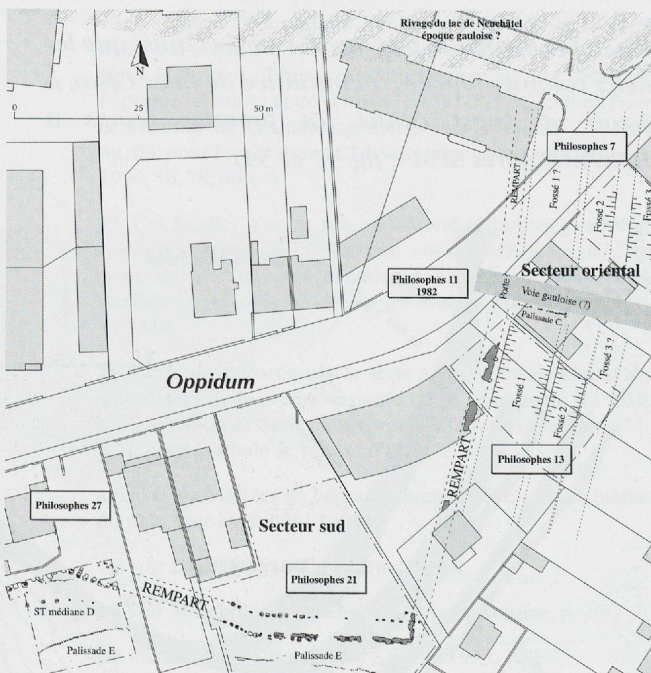 Rivage du lac de Neuchâtel
époque gauloise ?
N
0
25
50 m
Philosophes 7
REMPART
Fossé 1 ?
Fossé 2
Fossé 3
Secteur oriental
Philosophes 11
1982
Porte
Voie gauloise (?)
Palissade C
Oppidum
Fossé 1
Fossé 2
Fossé 3 ?
REMPART
Philosophes 13
Philosophes 27
Secteur sud
Philosophes 21
REMPART
ST médiane D
Palissade E
Palissade E